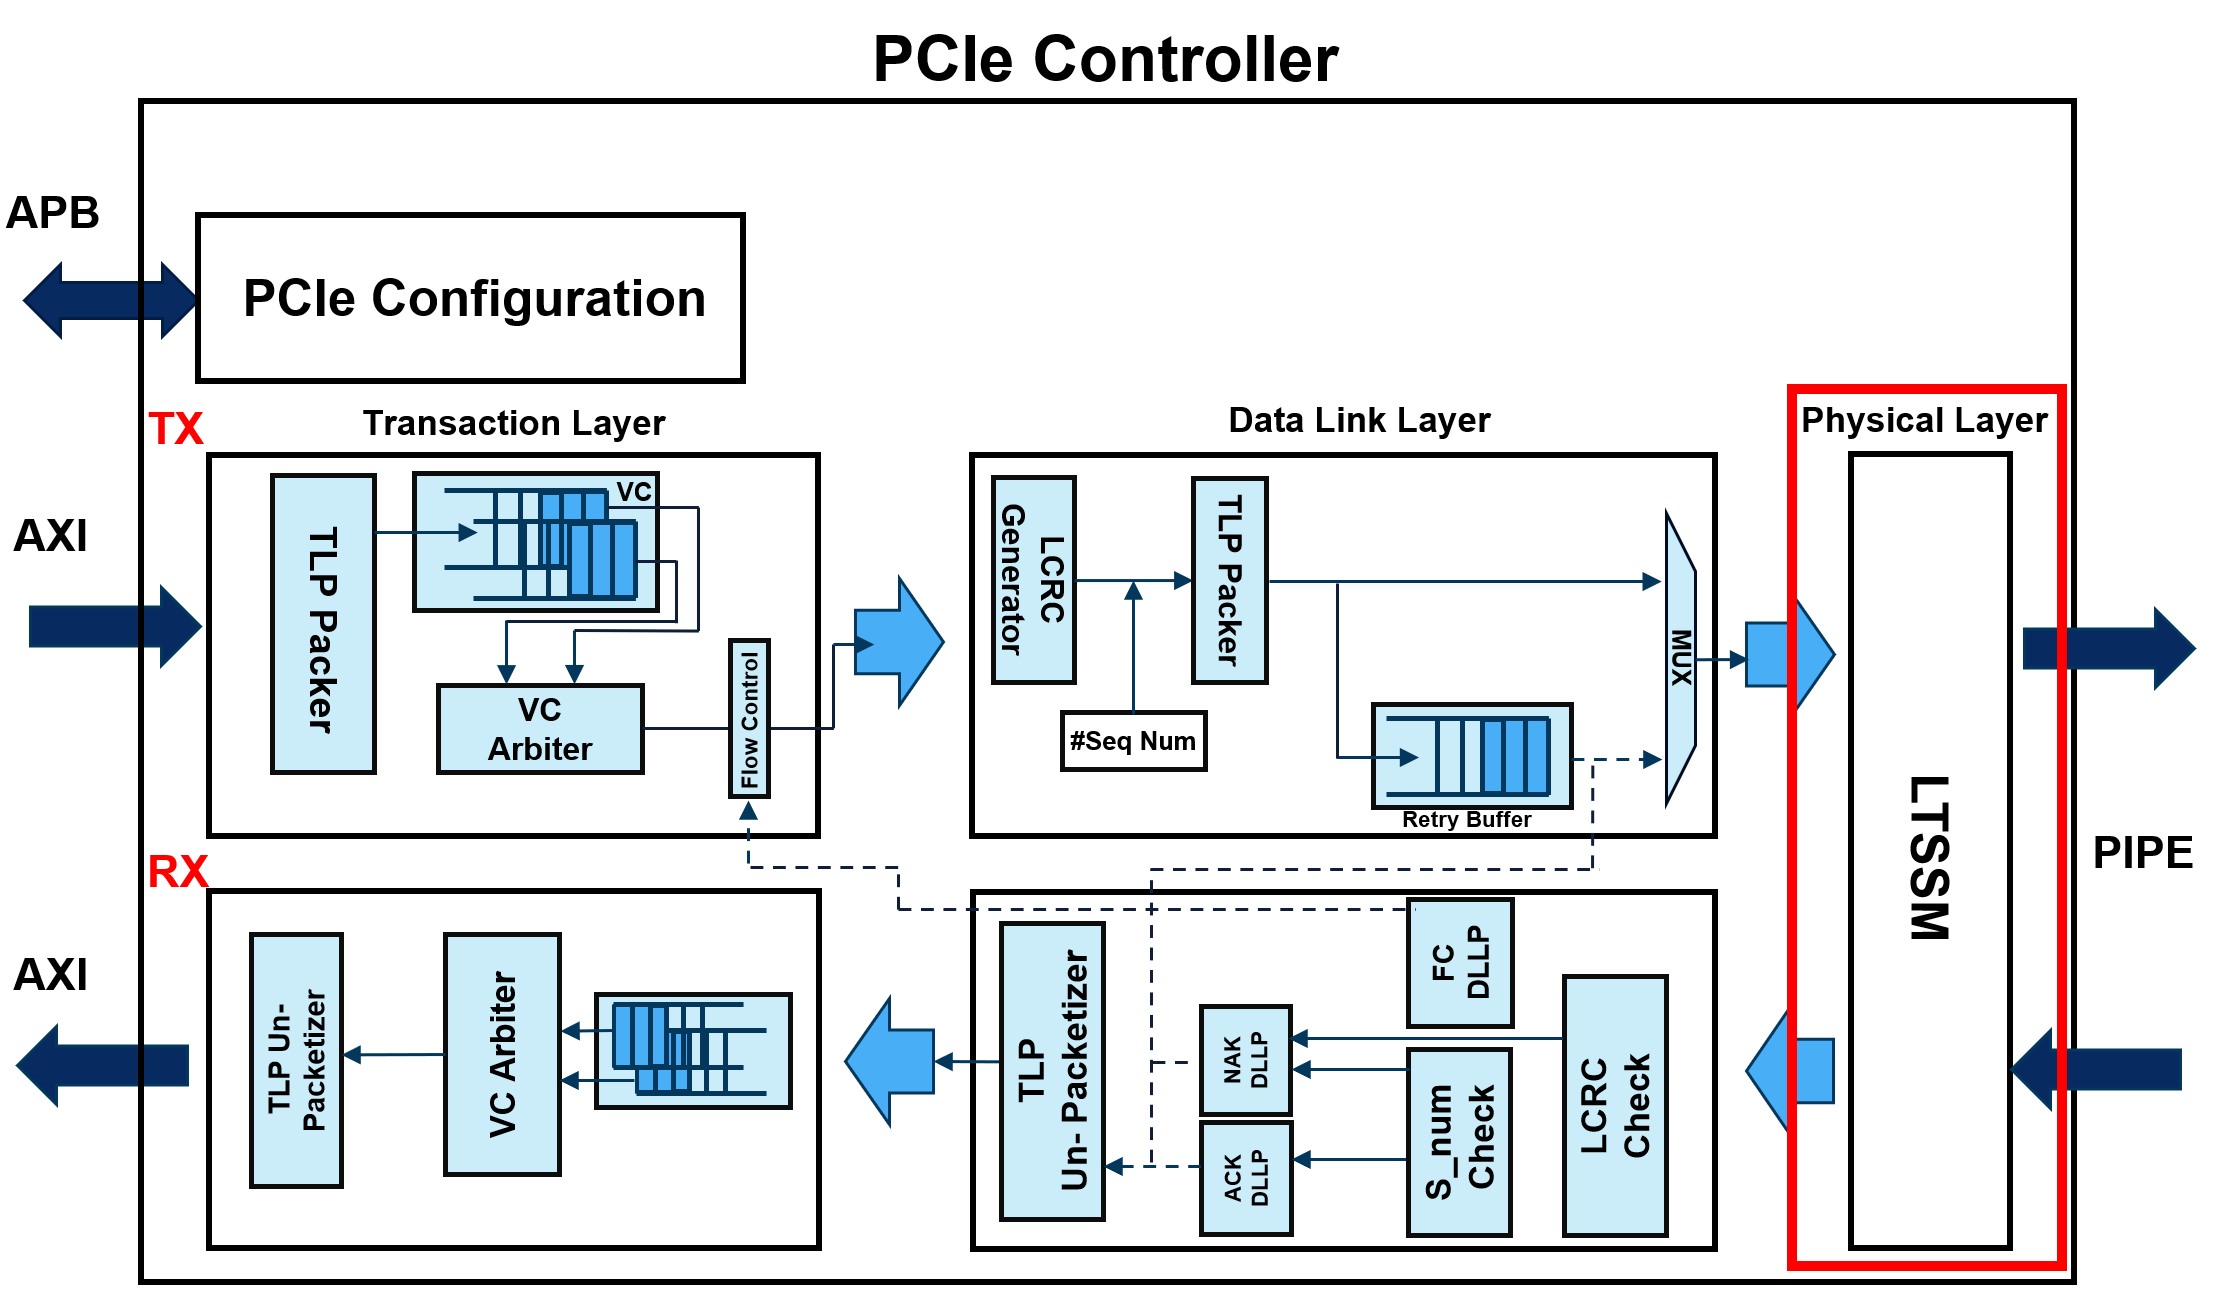 PCIe Controller
APB
PCIe Configuration
TX
Transaction Layer
Data Link Layer
Physical Layer
AXI
TLP Packer
VC
VC
Arbiter
Flow Control
LCRC
Generator
#Seq Num
TLP Packer
Retry Buffer
MUX
LTSSM
PIPE
RX
AXI
TLP Un-
Packetizer
VC Arbiter
TLP
Un- Packetizer
NAK
DLLP
ACK
DLLP
FC
DLLP
S_num
Check
LCRC
Check